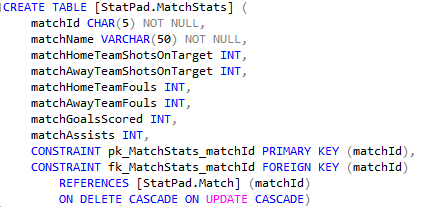 CREATE TABLE [StatPad.MatchStats] (
matchId CHAR(5) NOT NULL,
matchName VARCHAR(50) NOT NULL,
matchHomeTeamShotsOnTarget INT,
matchAwayTeamShotsOnTarget INT,
matchHomeTeamFouls INT,
matchAwayTeamFouls INT,
matchGoalsScored INT,
matchAssists INT,
CONSTRAINT pk_MatchStats_matchId PRIMARY KEY (matchId),
CONSTRAINT fk_MatchStats_matchId FOREIGN KEY (matchId)
REFERENCES [StatPad.Match] (matchId)
ON DELETE CASCADE ON UPDATE CASCADE)